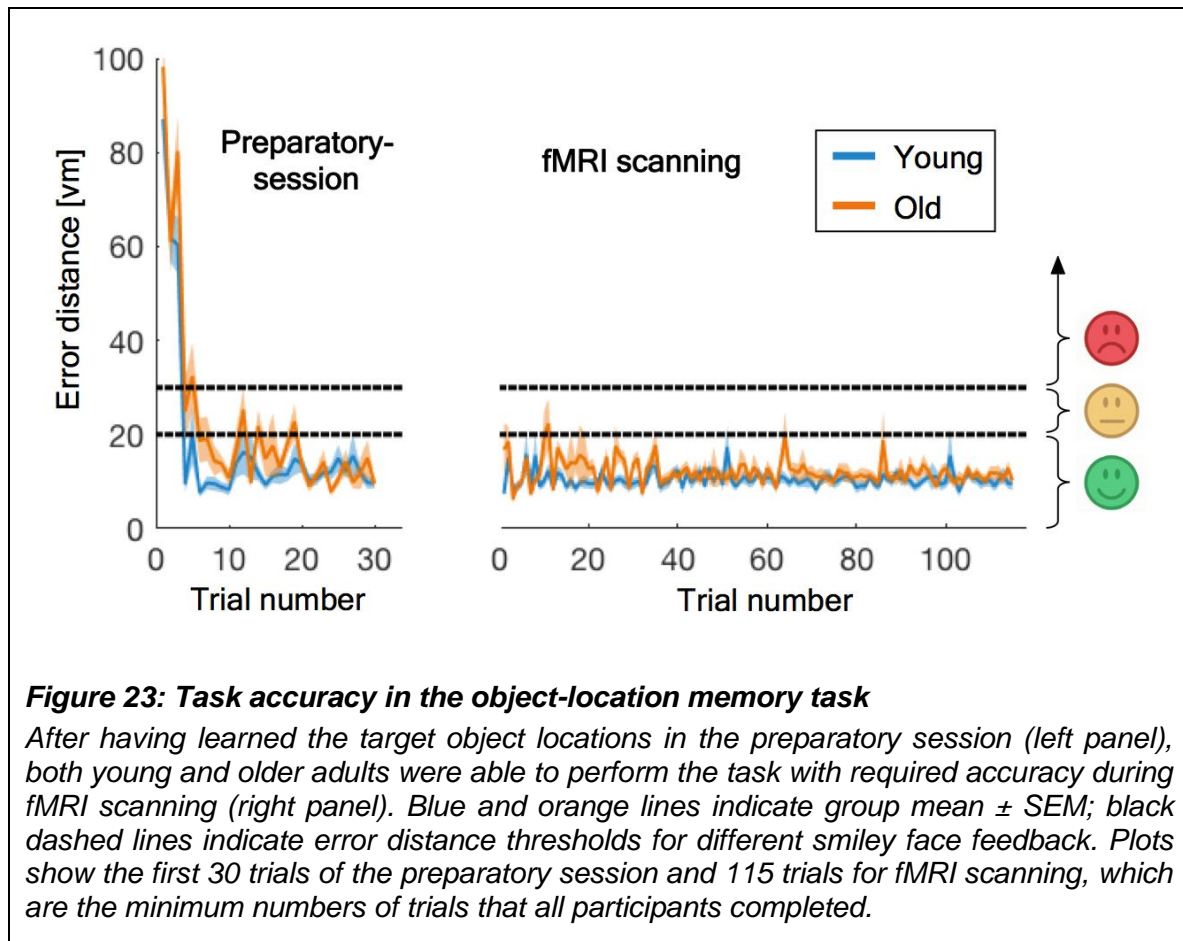 100
80
60
40
20
0
Error distance [vm]
Preparatory-
session
fMRI scanning
Young
Old
0 10 20 30
Trial number
20 40 60 80 100
Trial number
Figure 23: Task accuracy in the object-location memory task
After having learned the target object locations in the preparatory session (left panel),
both young and older adults were able to perform the task with required accuracy during
fMRI scanning (right panel). Blue and orange lines indicate group mean ± SEM; black
dashed lines indicate error distance thresholds for different smiley face feedback. Plots
show the first 30 trials of the preparatory session and 115 trials for fMRI scanning, which
are the minimum numbers of trials that all participants completed.